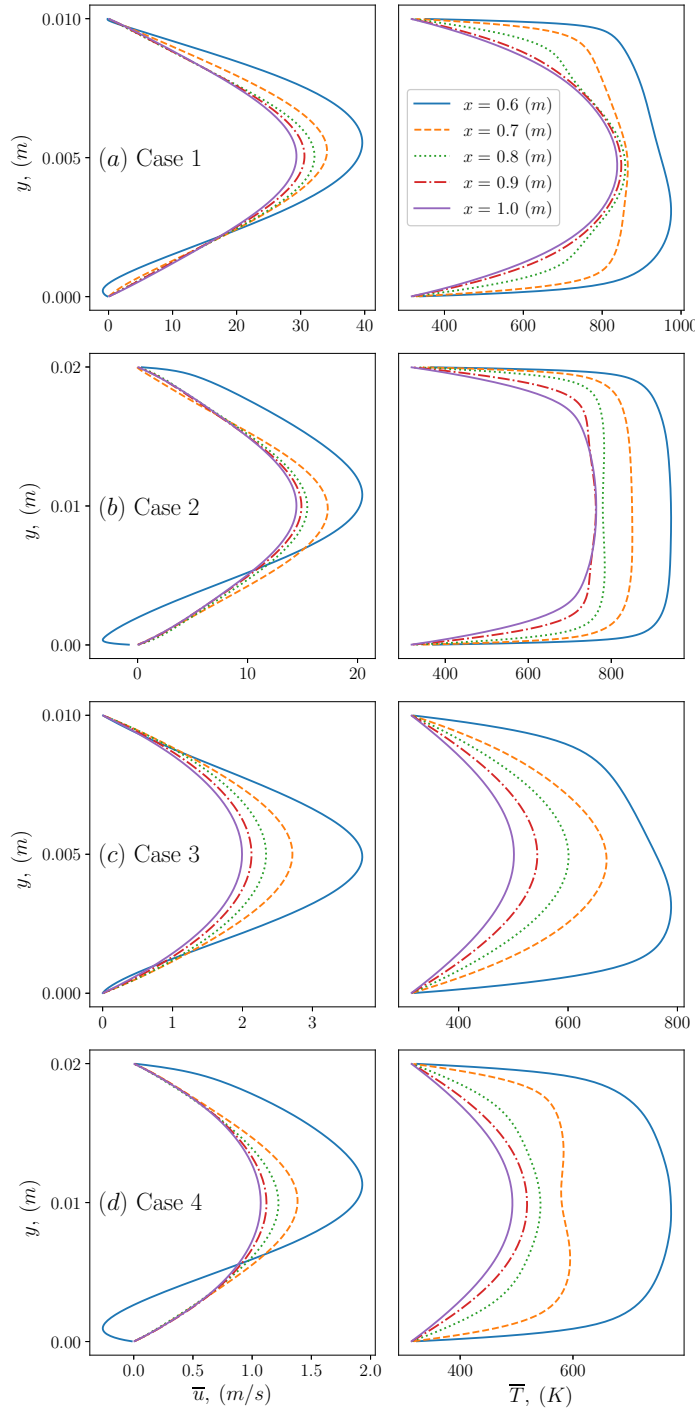 0.010
0.005
0.000
y, (m)
(a) Case 1
0 10 20 30 40
x = 0.6 (m)
x = 0.7 (m)
x = 0.8 (m)
x = 0.9 (m)
x = 1.0 (m)
400 600 800 1000
0.02
0.01
0.00
y, (m)
(b) Case 2
0 10 20
400 600 800
0.010
0.005
0.000
y, (m)
(c) Case 3
0 1 2 3
400 600 800
0.02
0.01
0.00
y, (m)
(d) Case 4
0.0 0.5 1.0 1.5 2.0
u̅, (m/s)
400 600
T̅, (K)